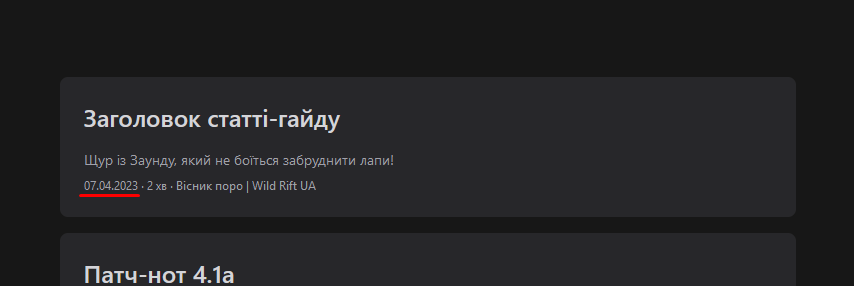 Заголовок статті-гайду
Щур із Заунду, який не боїться забруднити лапи!
07.04.2023 · 2 хв · Вісник поро | Wild Rift UA
Патч-нот 4.1a